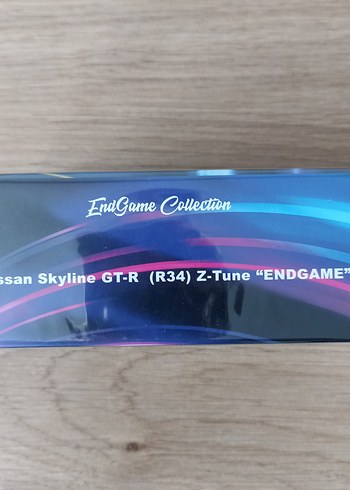 EndGame Collection
ssan Skyline GT-R (R34) Z-Tune “ENDGAME”